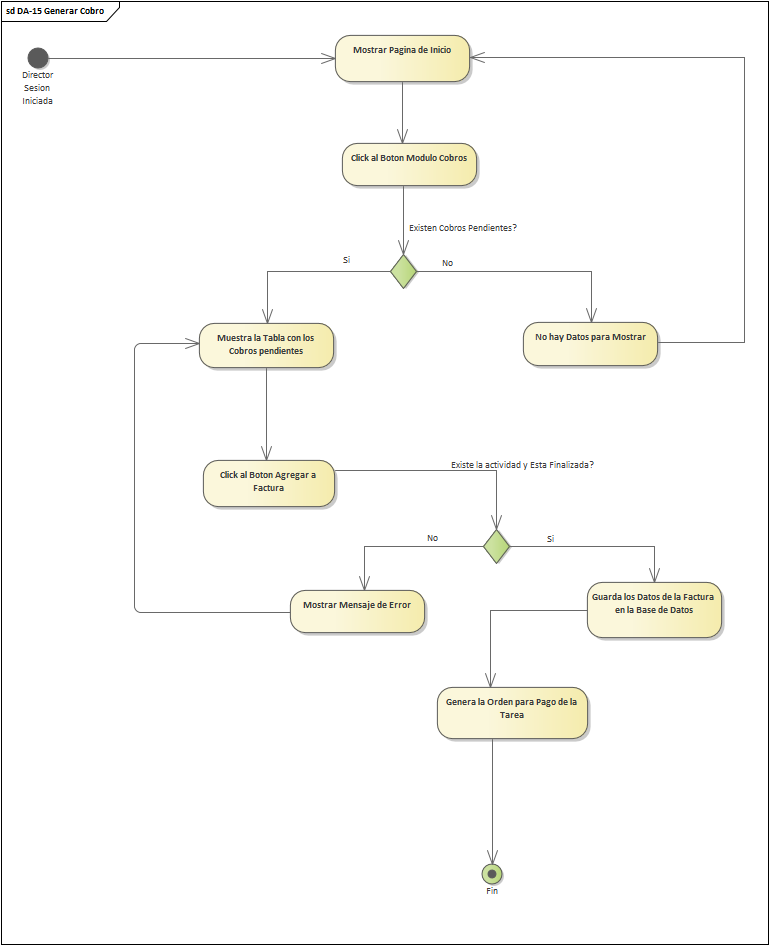 sd DA-15 Generar Cobro
Mostrar Pagina de Inicio
Director
Sesion
Iniciada
Click al Boton Modulo Cobros
Existen Cobros Pendientes?
Si
No
Muestra la Tabla con los
Cobros pendientes
No hay Datos para Mostrar
Existe la actividad y Esta Finalizada?
Click al Boton Agregar a
Factura
No
Si
Mostrar Mensaje de Error
Guarda los Datos de la Factura
en la Base de Datos
Genera la Orden para Pago de la
Tarea
Fin